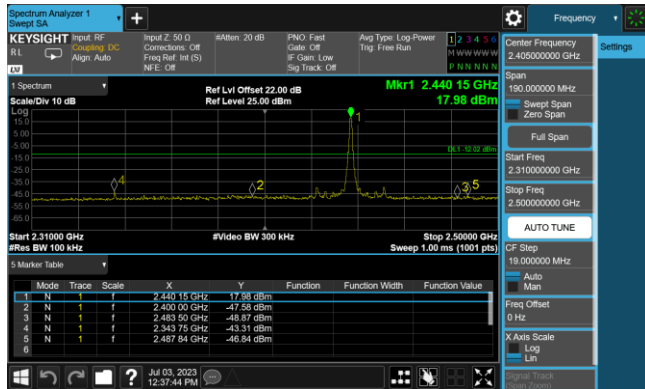 Spectrum Analyzer 1
Swept SA
Frequency
KEYSIGHT
Input: RF
Coupling: DC
Align: Auto
Input Z: 50 Ω
Corrections: Off
Freq Ref: Int (S)
NFE: Off
#Atten: 20 dB
PNO: Fast
Gate: Off
IF Gain: Low
Sig Track: Off
Avg Type: Log-Power
Trig: Free Run
1 2 3 4 5 6
M W W W W W
P N N N N N
RL
LXI
1 Spectrum
Scale/Div 10 dB
Ref Lvl Offset 22.00 dB
Ref Level 25.00 dBm
Mkr1 2.440 15 GHz
17.98 dBm
Log
15.0
5.00
-5.00
-15.0
-25.0
-35.0
-45.0
-55.0
-65.0
1
DL1 -12.02 dBm
4
2
3
5
Start 2.31000 GHz
#Res BW 100 kHz
#Video BW 300 kHz
Stop 2.50000 GHz
Sweep 1.00 ms (1001 pts)
5 Marker Table
Mode Trace Scale X Y Function Function Width Function Value
1 N 1 f 2.440 15 GHz 17.98 dBm
2 N 1 f 2.400 00 GHz -47.58 dBm
3 N 1 f 2.483 50 GHz -48.87 dBm
4 N 1 f 2.343 75 GHz -43.31 dBm
5 N 1 f 2.487 84 GHz -46.84 dBm
6
Jul 03, 2023
12:37:44 PM
Center Frequency
2.405000000 GHz
Settings
Span
190.000000 MHz
Swept Span
Zero Span
Full Span
Start Freq
2.310000000 GHz
Stop Freq
2.500000000 GHz
AUTO TUNE
CF Step
19.000000 MHz
Auto
Man
Freq Offset
0 Hz
X Axis Scale
Log
Lin
Signal Track
(Span Zoom)